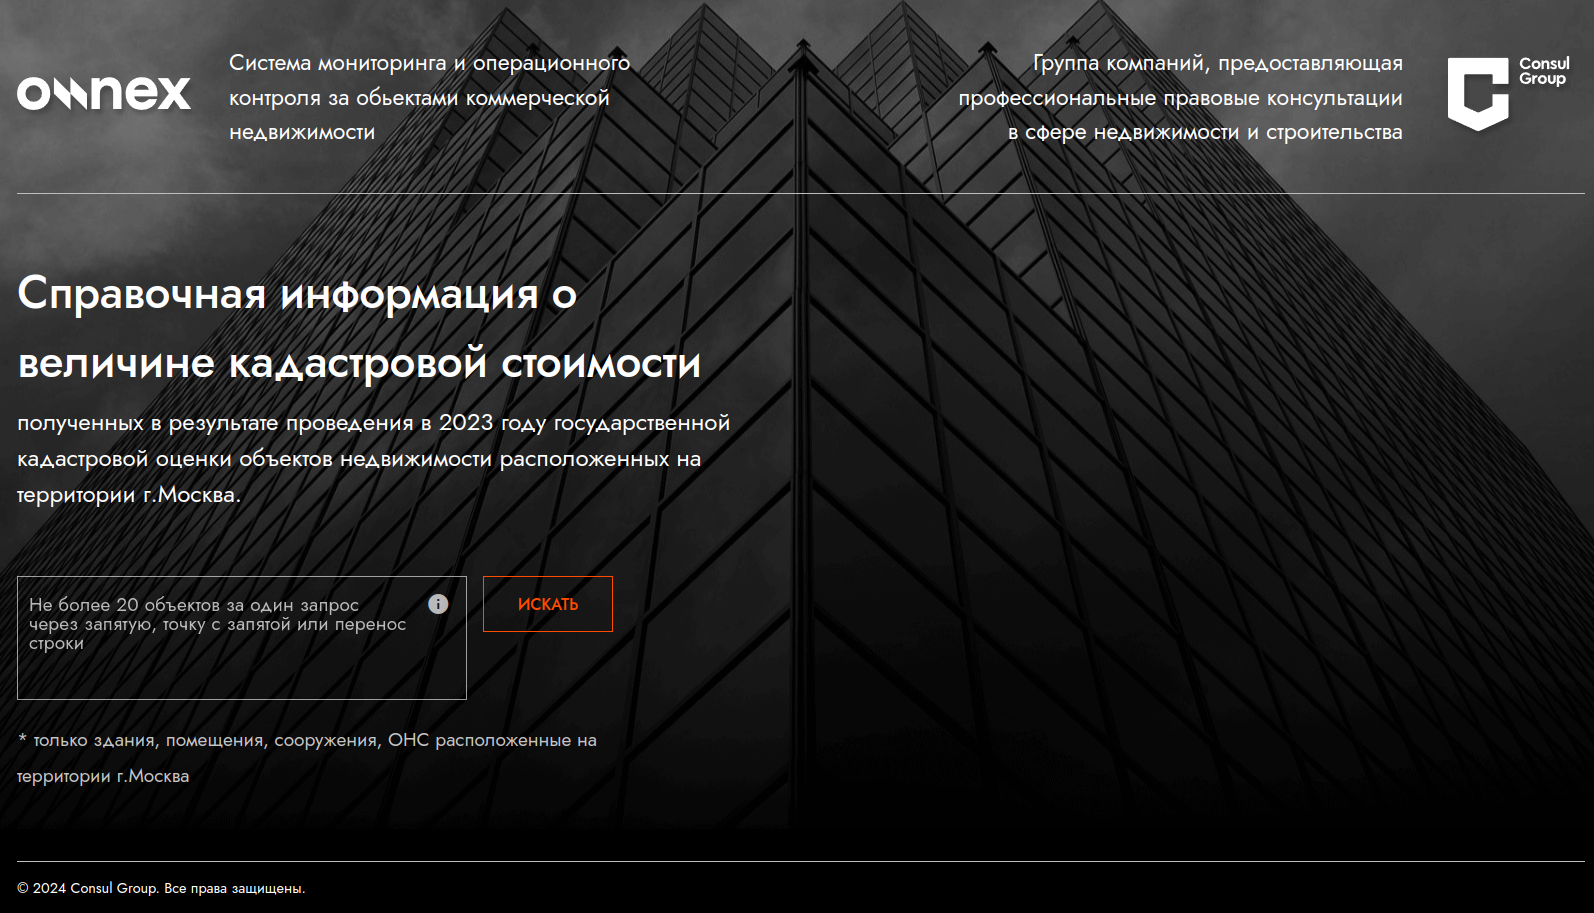 ownex
Система мониторинга и операционного
контроля за обьектами коммерческой
недвижимости
Группа компаний, предоставляющая
профессиональные правовые консультации
в сфере недвижимости и строительства
Consul
Group
Справочная информация о
величине кадастровой стоимости
полученных в результате проведения в 2023 году государственной
кадастровой оценки объектов недвижимости расположенных на
территории г.Москва.
Не более 20 объектов за один запрос
через запятую, точку с запятой или перенос
строки
ИСКАТЬ
* только здания, помещения, сооружения, ОНС расположенные на
территории г.Москва
© 2024 Consul Group. Все права защищены.